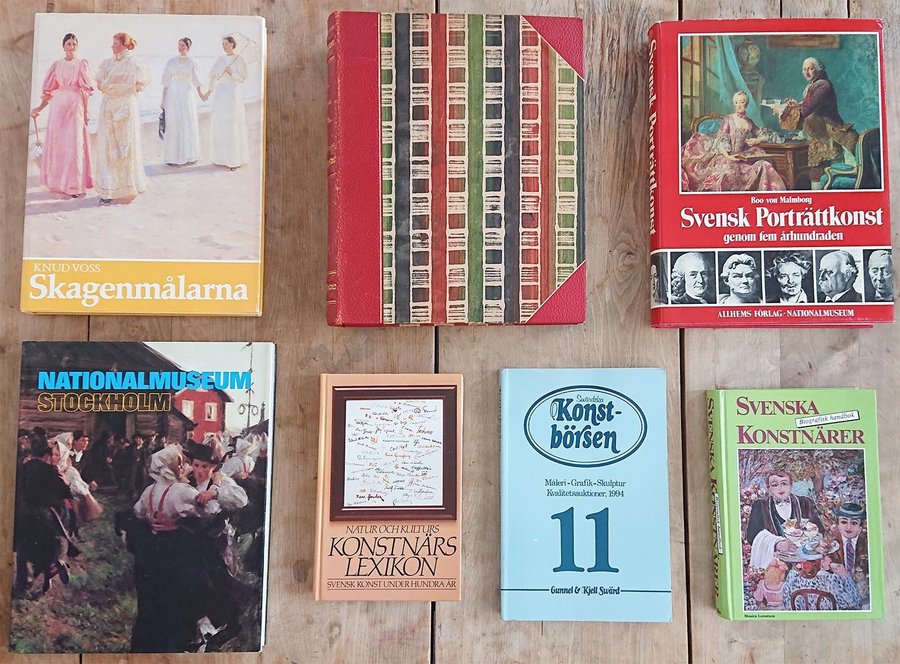 KNUD VOSS
Skagenmålarna
Svensk Porträttkonst
Boo von Malmborg
Svensk Porträttkonst
genom fem århundraden
ALLHEMS FÖRLAG · NATIONALMUSEUM
NATIONALMUSEUM
STOCKHOLM
NATUR OCH KULTURS
KONSTNÄRS
LEXIKON
SVENSK KONST UNDER HUNDRA ÅR
Svärdska
Konst-
börsen
Måleri - Grafik - Skulptur
Kvalitetsauktioner, 1994
11
Gunnel & Kjell Swärd
SVENSKA
SVENSKA
Biografisk handbok
KONSTNÄRER